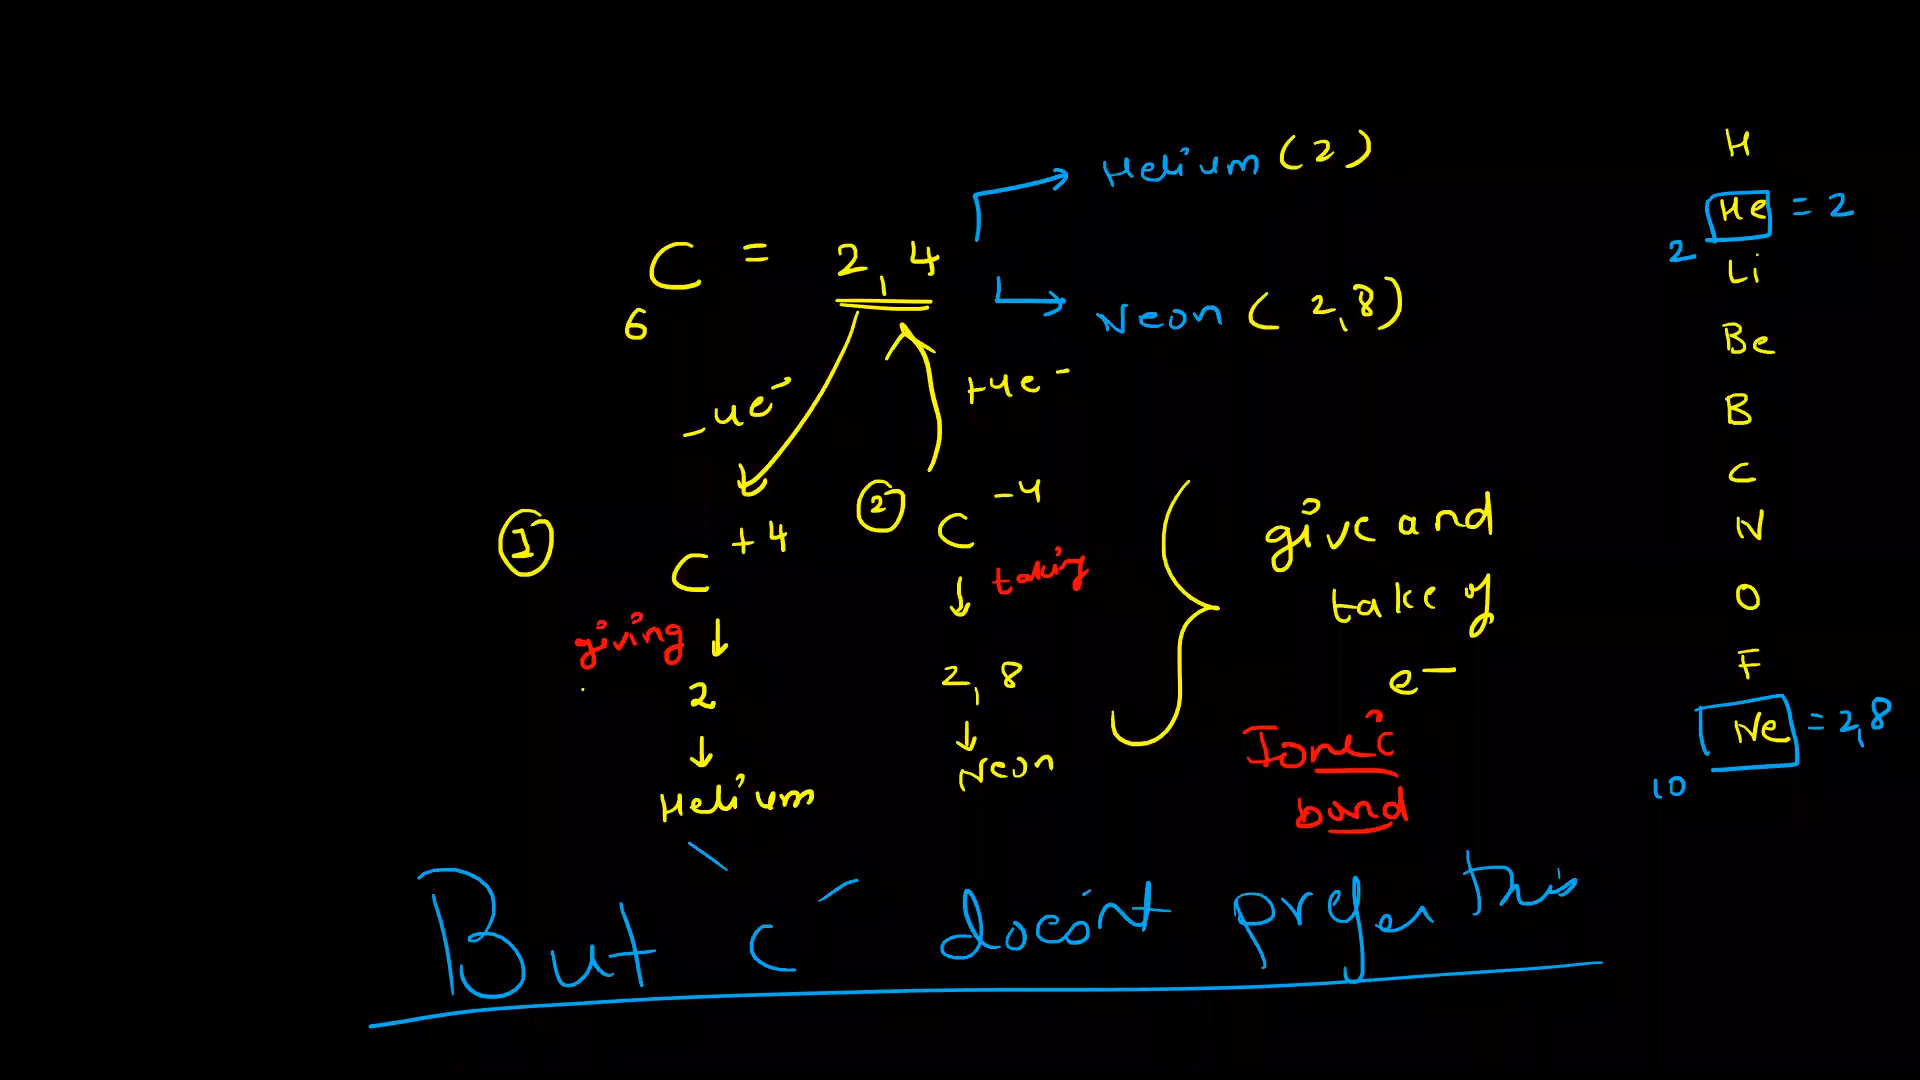 Helium (2)
C = 2,4
6
Neon (2,8)
-4e⁻
+4e⁻
1
C+4
giving
2
Helium
2
C-4
taking
2,8
Neon
give and
take of
e⁻
Ionic
bond
But C doesn't prefer this
H
2 He = 2
Li
Be
B
C
N
O
F
Ne = 2,8
10